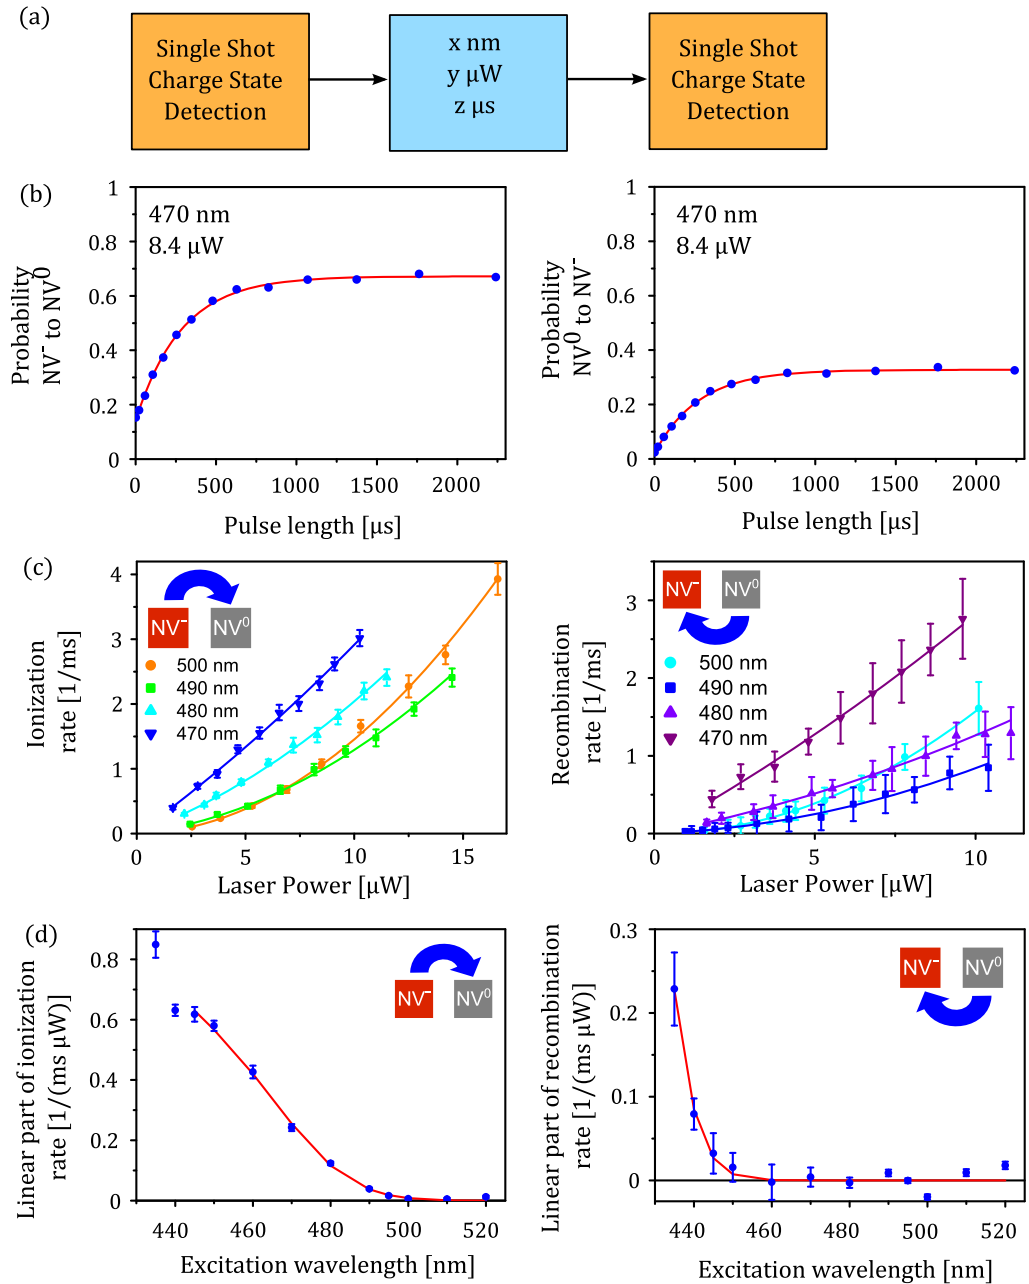 (a)
Single Shot
Charge State
Detection
x nm
y μW
z μs
Single Shot
Charge State
Detection
(b)
Probability
NV⁻ to NV⁰
1
0.8
0.6
0.4
0.2
0
470 nm
8.4 μW
0 500 1000 1500 2000
Pulse length [μs]
Probability
NV⁰ to NV⁻
1
0.8
0.6
0.4
0.2
0
470 nm
8.4 μW
0 500 1000 1500 2000
Pulse length [μs]
(c)
Ionization
rate [1/ms]
4
3
2
1
0
NV⁻ NV⁰
500 nm
490 nm
480 nm
470 nm
0 5 10 15
Laser Power [μW]
Recombination
rate [1/ms]
3
2
1
0
NV⁻ NV⁰
500 nm
490 nm
480 nm
470 nm
0 5 10
Laser Power [μW]
(d)
Linear part of ionization
rate [1/(ms μW)]
0.8
0.6
0.4
0.2
0
NV⁻ NV⁰
440 460 480 500 520
Excitation wavelength [nm]
Linear part of recombination
rate [1/(ms μW)]
0.3
0.2
0.1
0
NV⁻ NV⁰
440 460 480 500 520
Excitation wavelength [nm]